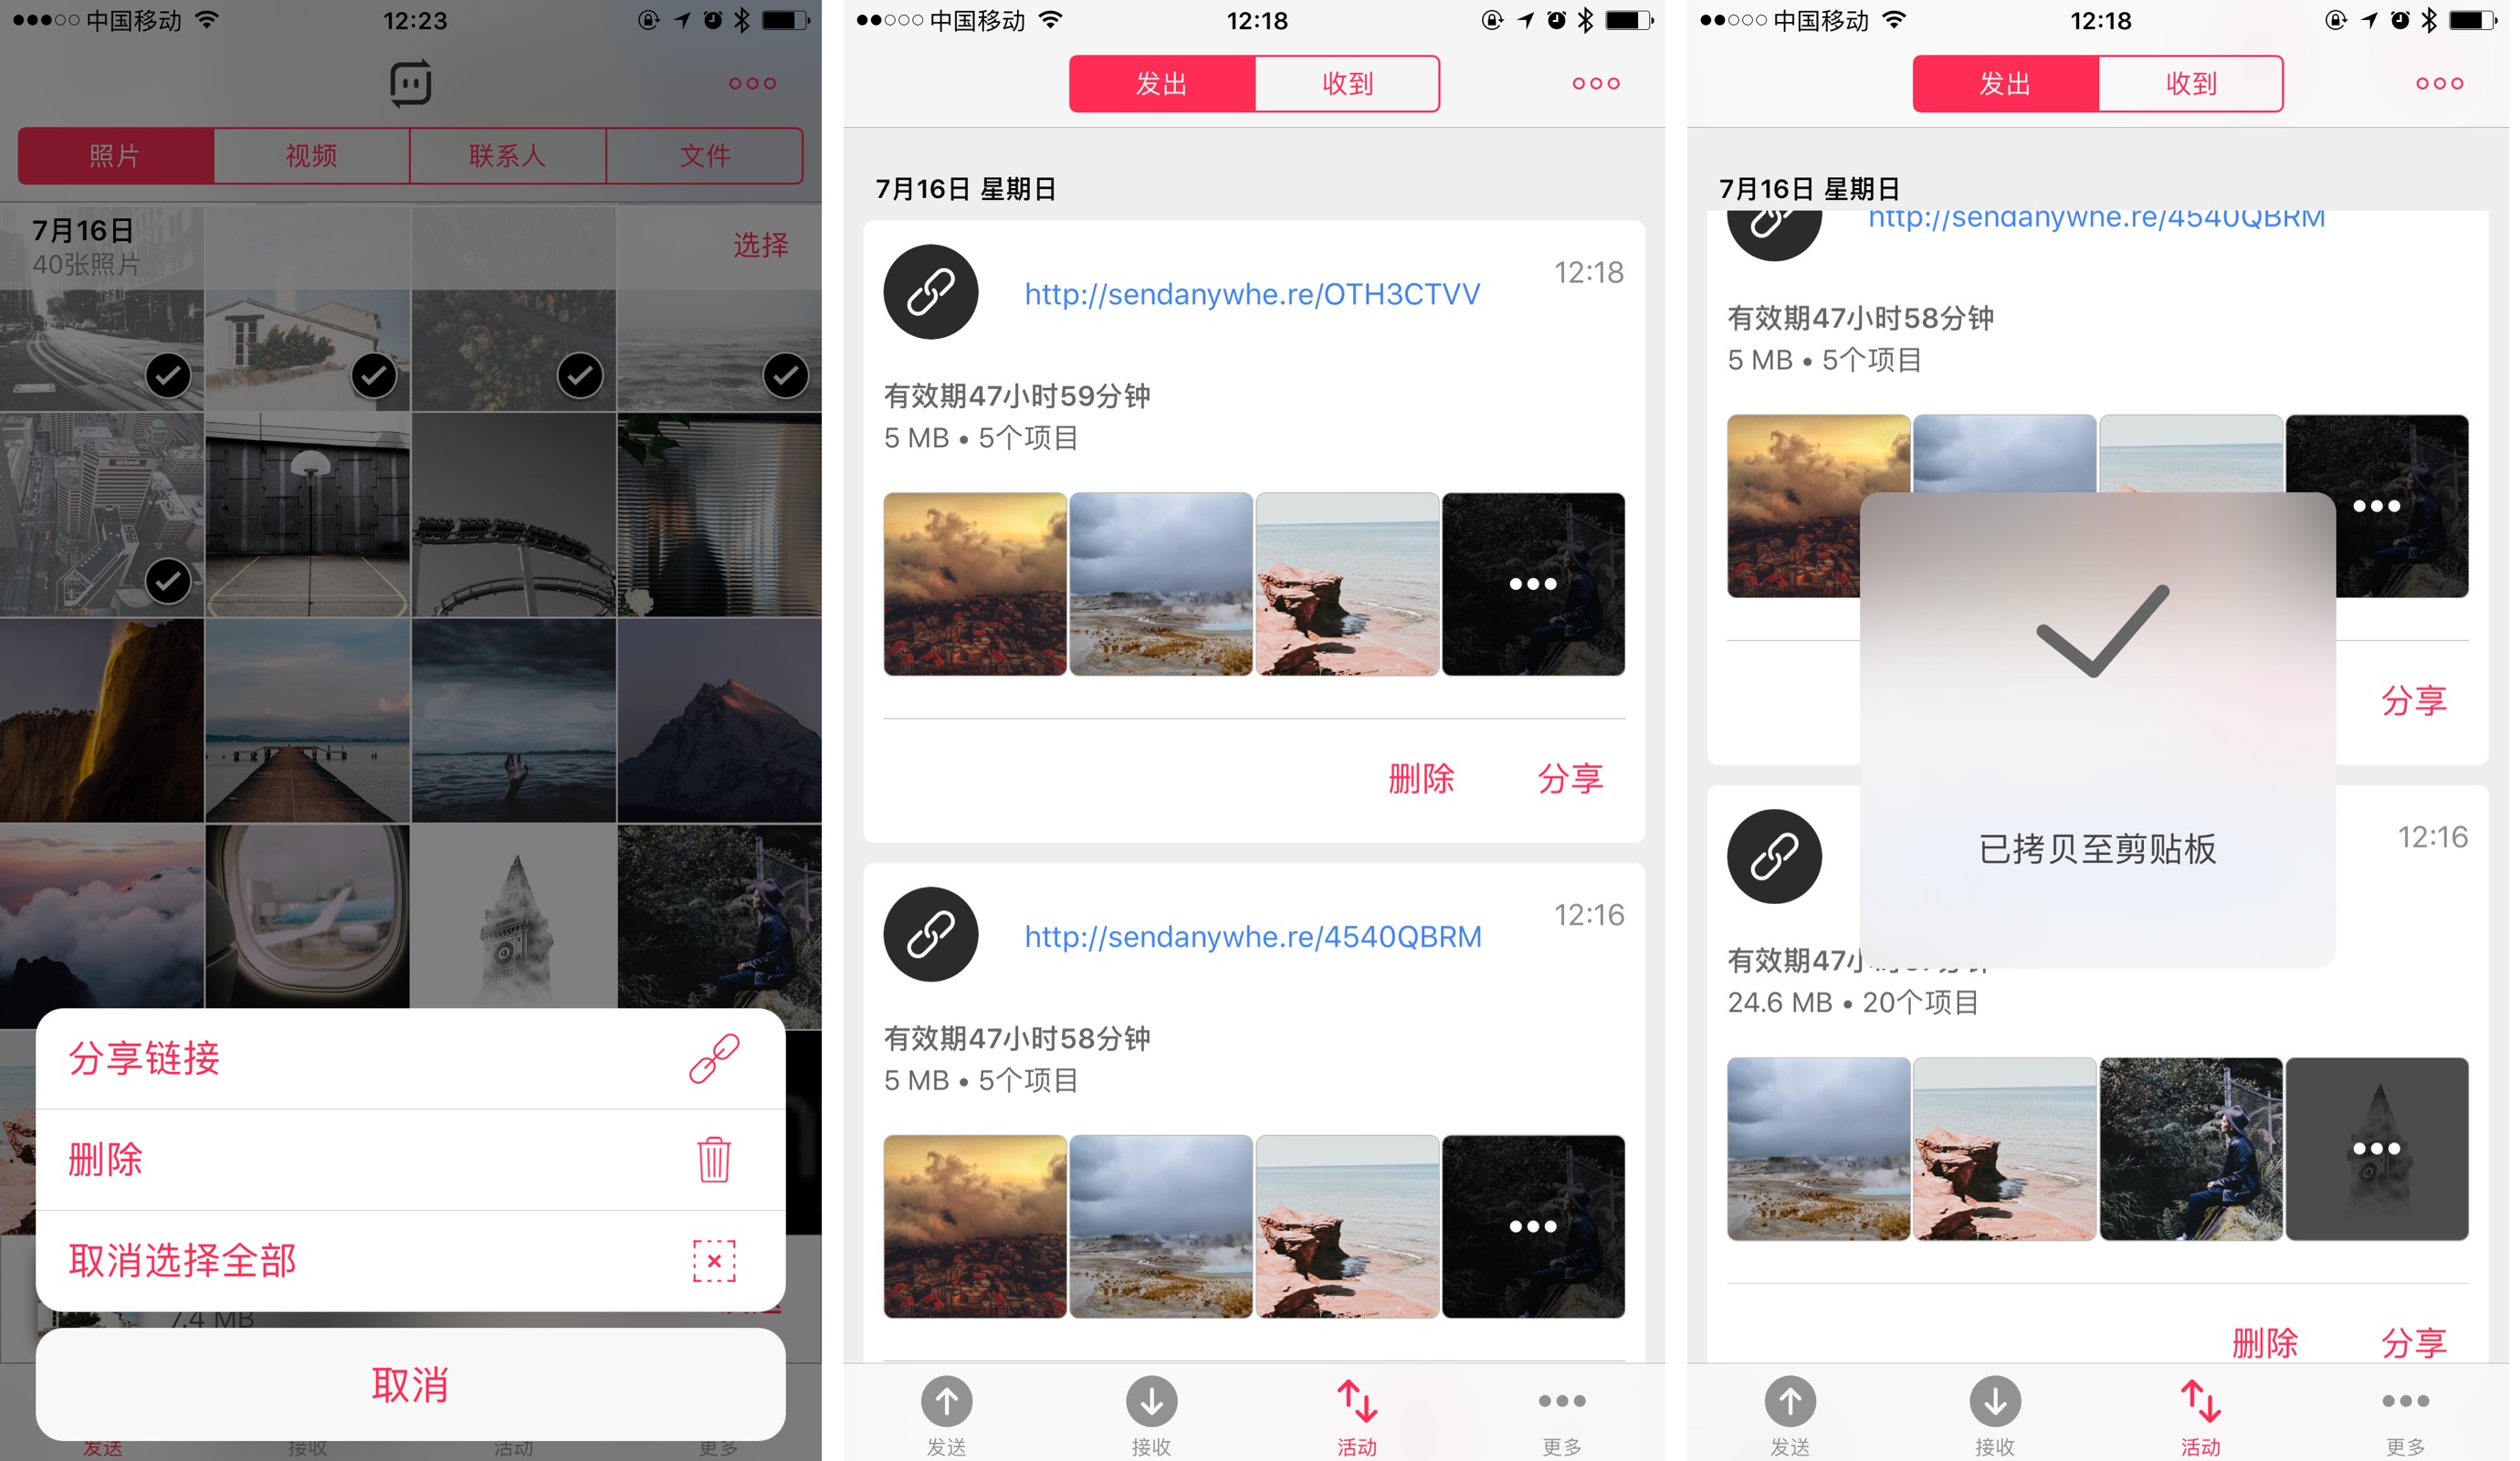 中国移动
12:23
照片
视频
联系人
文件
7月16日
40张照片
选择
分享链接
删除
取消选择全部
7.4 MB
取消
发送
接收
活动
更多
中国移动
12:18
发出
收到
7月16日 星期日
http://sendanywhe.re/OTH3CTVV
12:18
有效期47小时59分钟
5 MB • 5个项目
删除
分享
http://sendanywhe.re/4540QBRM
12:16
有效期47小时58分钟
5 MB • 5个项目
发送
接收
活动
更多
中国移动
12:18
发出
收到
7月16日 星期日
http://sendanywhe.re/4540QBRM
有效期47小时58分钟
5 MB • 5个项目
分享
已拷贝至剪贴板
12:16
有效期47小
24.6 MB • 20个项目
删除
分享
发送
接收
活动
更多